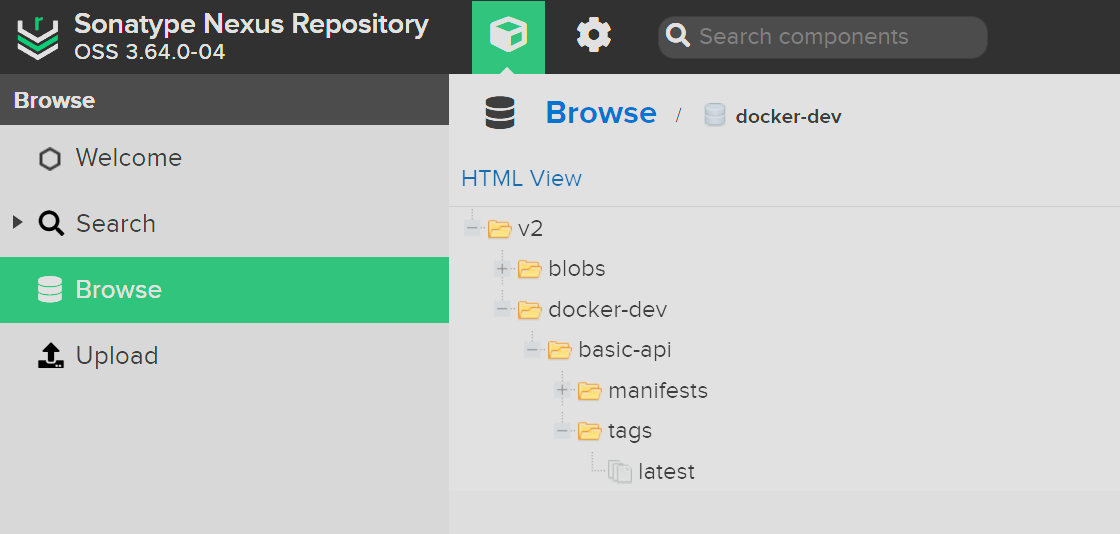 Sonatype Nexus Repository
OSS 3.64.0-04
Search components
Browse
Welcome
Search
Browse
Upload
Browse / docker-dev
HTML View
v2
blobs
docker-dev
basic-api
manifests
tags
latest